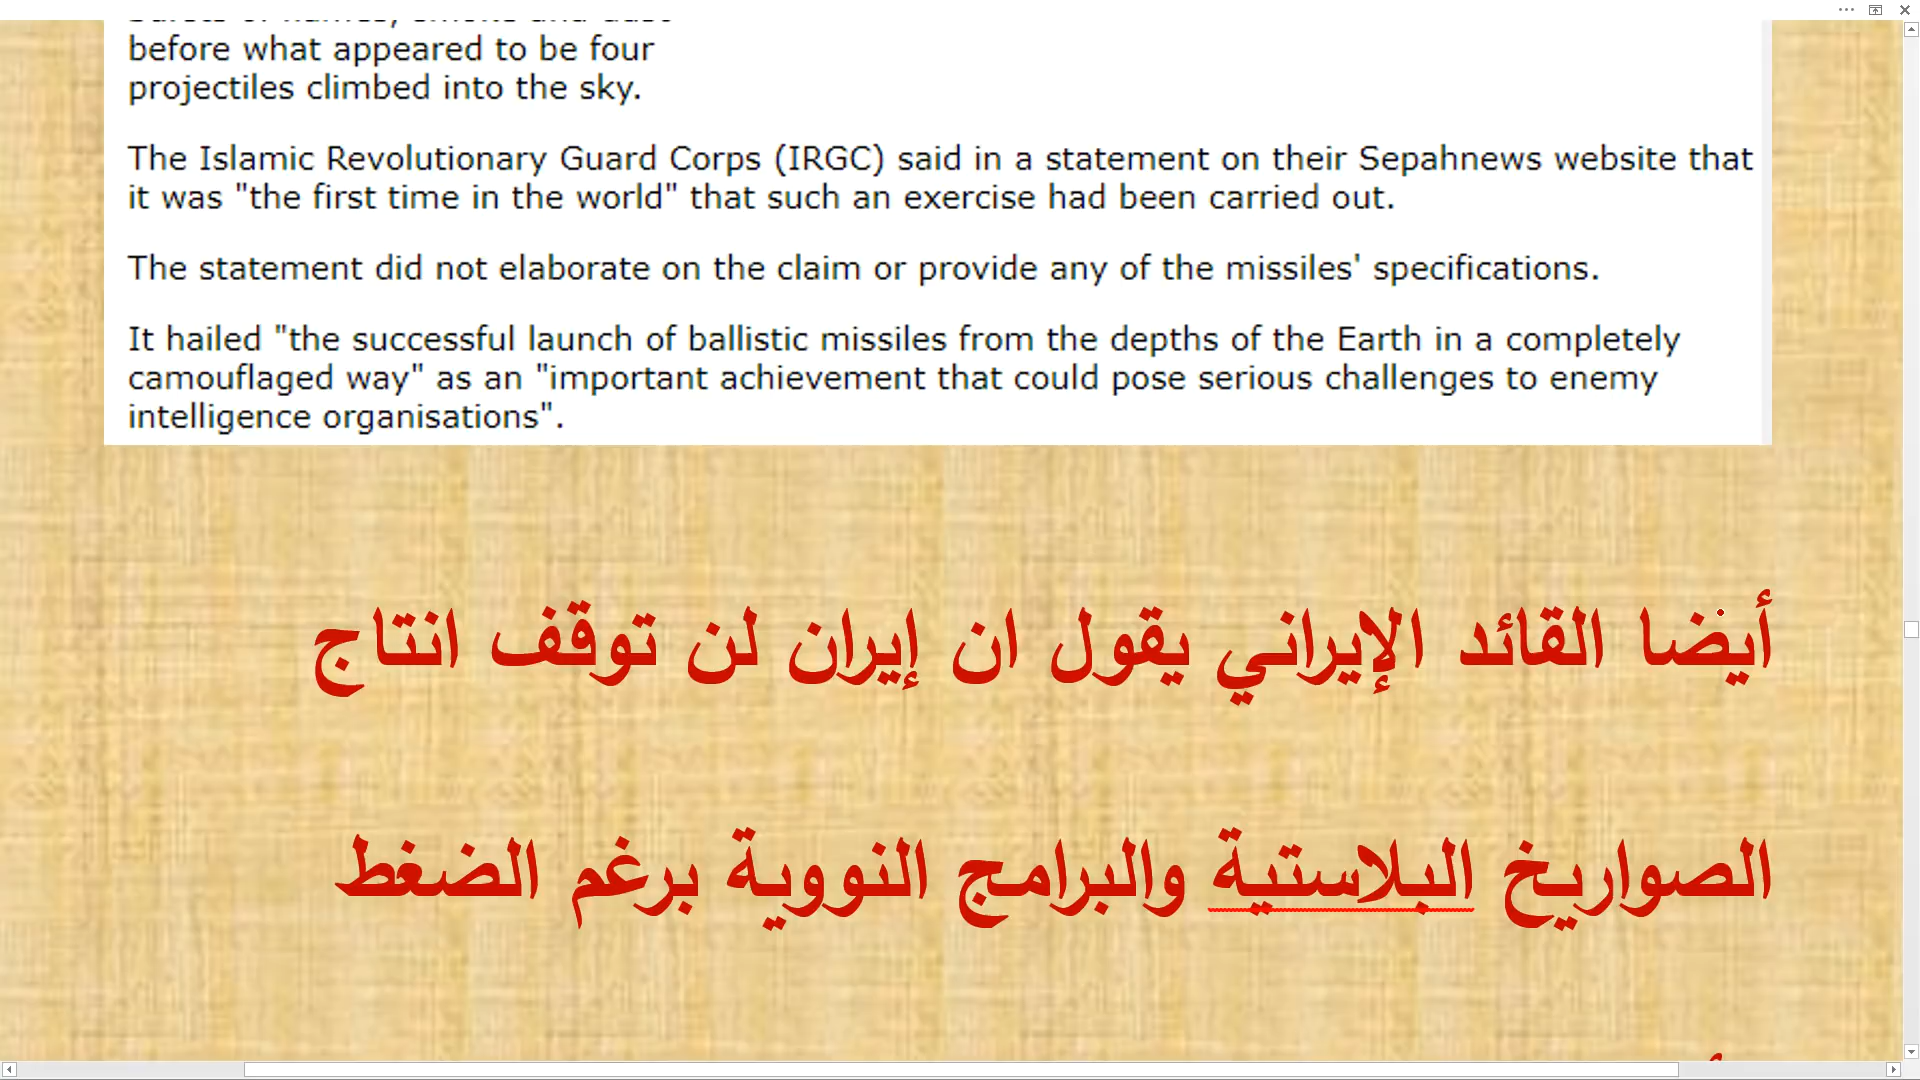 before what appeared to be four
projectiles climbed into the sky.
The Islamic Revolutionary Guard Corps (IRGC) said in a statement on their Sepahnews website that
it was "the first time in the world" that such an exercise had been carried out.
The statement did not elaborate on the claim or provide any of the missiles' specifications.
It hailed "the successful launch of ballistic missiles from the depths of the Earth in a completely
camouflaged way" as an "important achievement that could pose serious challenges to enemy
intelligence organisations".
أيضا القائد الإيراني يقول ان إيران لن توقف انتاج
الصواريخ البلاستية والبرامج النووية برغم الضغط